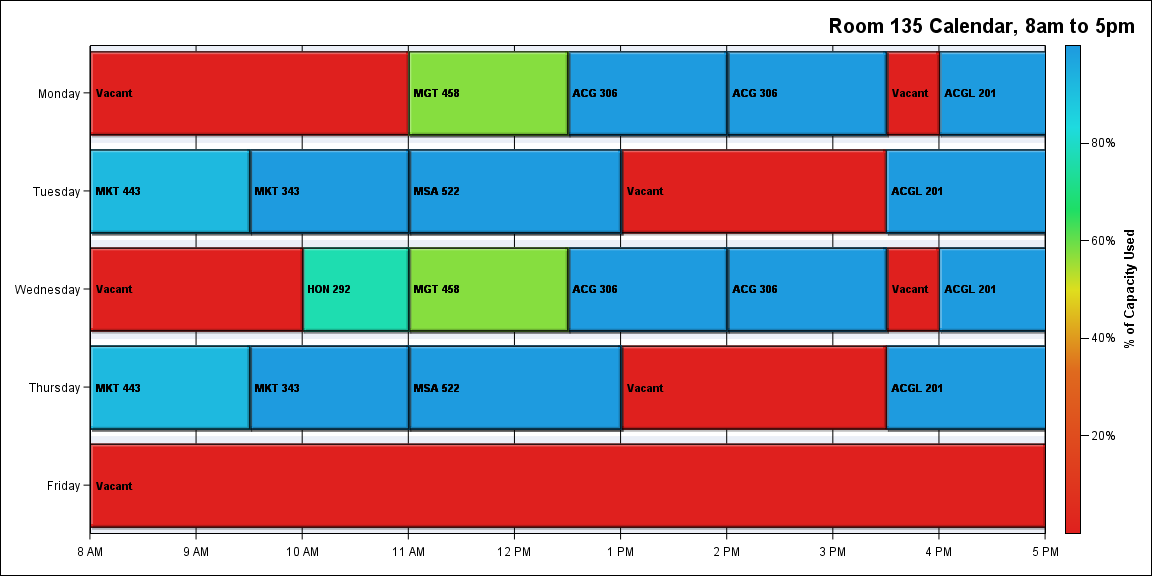 Room 135 Calendar, 8am to 5pm
Monday
Vacant
MGT 458
ACG 306
ACG 306
Vacant
ACGL 201
Tuesday
MKT 443
MKT 343
MSA 522
Vacant
ACGL 201
Wednesday
Vacant
HON 292
MGT 458
ACG 306
ACG 306
Vacant
ACGL 201
Thursday
MKT 443
MKT 343
MSA 522
Vacant
ACGL 201
Friday
Vacant
8 AM
9 AM
10 AM
11 AM
12 PM
1 PM
2 PM
3 PM
4 PM
5 PM
80%
60%
40%
20%
% of Capacity Used